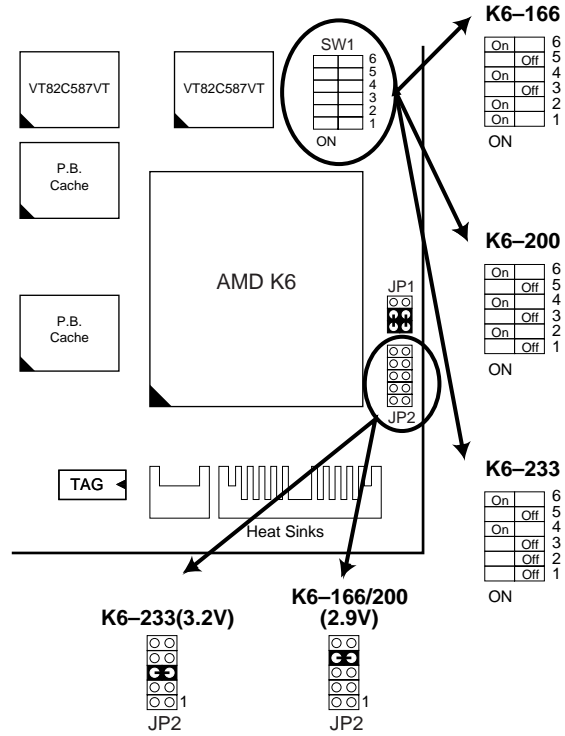 K6–166
SW1
6
5
4
3
2
1
ON
On 6
Off 5
On 4
Off 3
On 2
On 1
ON
VT82C587VT
VT82C587VT
P.B.
Cache
AMD K6
K6–200
On 6
Off 5
On 4
Off 3
On 2
Off 1
ON
JP1
P.B.
Cache
JP2
K6–233
On 6
Off 5
On 4
Off 3
Off 2
Off 1
ON
TAG
Heat Sinks
K6–233(3.2V)
1
JP2
K6–166/200
(2.9V)
1
JP2